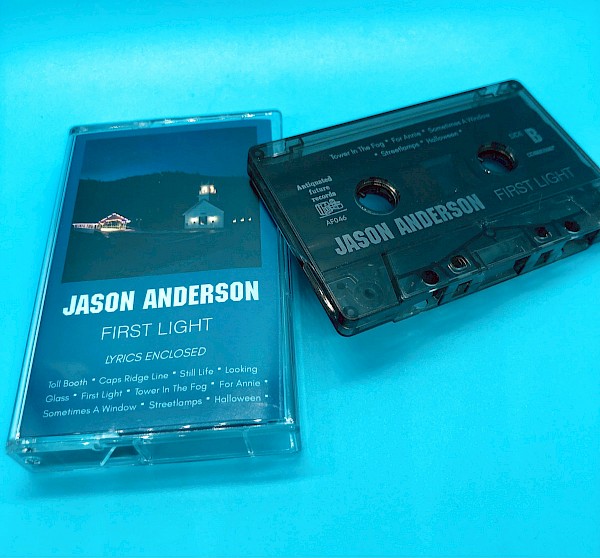 JASON ANDERSON
FIRST LIGHT
LYRICS ENCLOSED
Toll Booth * Caps Ridge Line * Still Life * Looking
Glass * First Light * Tower In The Fog * For Annie *
Sometimes A Window * Streetlamps * Halloween *
Tower In The Fog * For Annie * Sometimes A Window
* Streetlamps * Halloween *
SIDE B
Antiquated
future
records
AF046
JASON ANDERSON
FIRST LIGHT